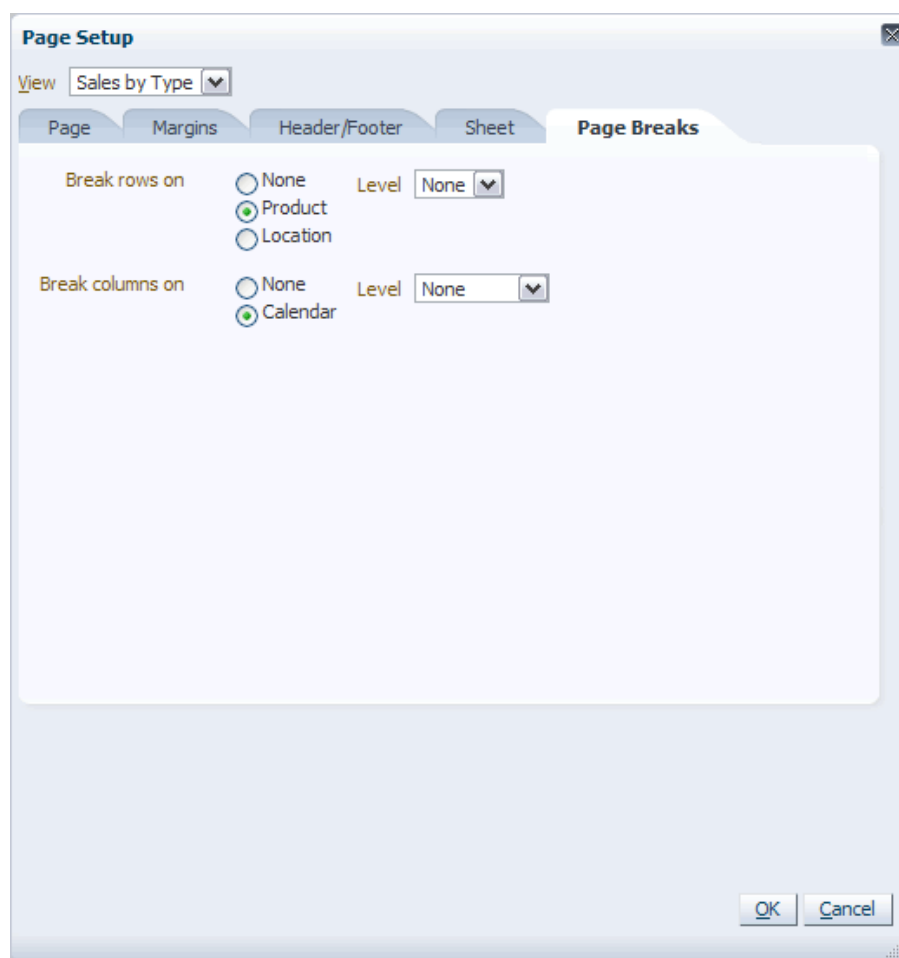 Page Setup
View Sales by Type
Page Margins Header/Footer Sheet Page Breaks
Break rows on None Level None
Product
Location
Break columns on None Level None
Calendar
OK Cancel